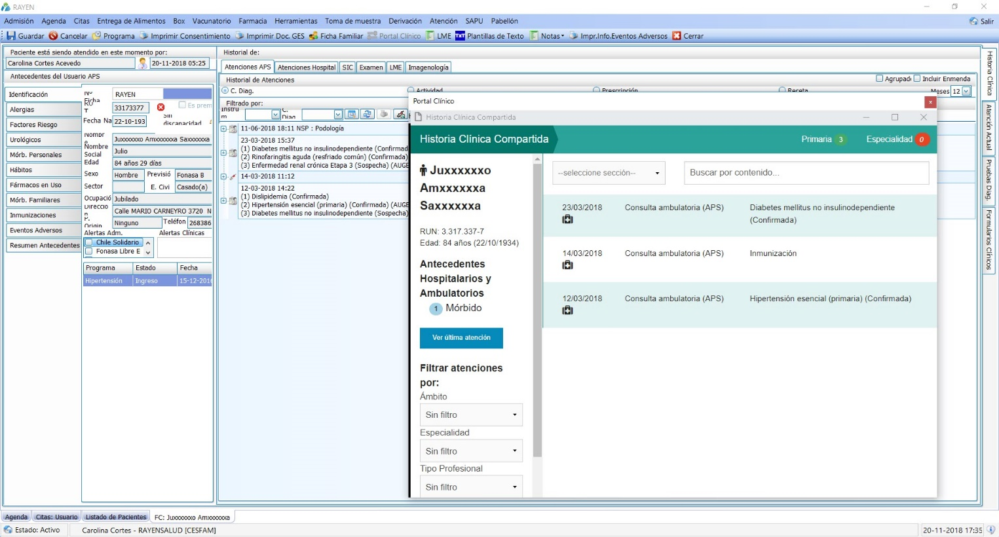 RAYEN
Admisión Agenda Citas Entrega de Alimentos Box Vacunatorio Farmacia Herramientas Toma de muestra Derivación Atención SAPU Pabellón Salir
Guardar Cancelar Programa Imprimir Consentimiento Imprimir Doc. GES Ficha Familiar Portal Clínico LME TXT Plantillas de Texto Notas Impr.Info.Eventos Adversos Cerrar
Paciente está siendo atendido en este momento por:
Carolina Cortes Acevedo 20-11-2018 05:25
Antecedentes del Usuario APS
Identificación
Alergias
Factores Riesgo
Urológicos
Mórb. Personales
Hábitos
Fármacos en Uso
Mórb. Familiares
Inmunizaciones
Eventos Adversos
Resumen Antecedentes
Nº Ficha RAYEN
RUT 33173377 Es prem
Fecha Na 22-10-193 Sin discapacidad
Nombre Juxxxxxxo Amxxxxxxa Saxxxxxxa
Nombre Social Julio
Edad 84 años 29 días
Sexo Hombre Previsió Fonasa B
Sector E. Civi Casado(a)
Ocupació Jubilado
Direcció Calle MARIO CARNEYRO 3720 N
P. Origin Ninguno Teléfon 268386
Alertas Adm. Alertas Clínicas
Chile Solidario
Fonasa Libre E
Programa Estado Fecha
Hipertensión Ingreso 15-12-201
Historial de:
Atenciones APS Atenciones Hospital SIC Examen LME Imagenología
Historial de Atenciones Agrupado Incluir Enmenda
C. Diag. Actividad Prescripción Receta Meses 12
Filtrado por:
Instrum C. Diag
11-06-2018 18:11 NSP : Podología
23-03-2018 15:37
(1) Diabetes mellitus no insulinodependiente (Confirmad
(2) Rinofaringitis aguda (resfriado común) (Confirmada)
(3) Enfermedad renal crónica Etapa 3 (Sospecha) (AUGE
14-03-2018 11:12
12-03-2018 14:22
(1) Dislipidemia (Confirmada)
(2) Hipertensión esencial (primaria) (Confirmada) (AUG
(3) Diabetes mellitus no insulinodependiente (Sospecha)
Portal Clínico x
Historia Clínica Compartida
Historia Clínica Compartida Primaria 3 Especialidad 0
Juxxxxxxo
Amxxxxxxa
Saxxxxxxa
RUN: 3.317.337-7
Edad: 84 años (22/10/1934)
Antecedentes
Hospitalarios y
Ambulatorios
1 Mórbido
Ver última atención
Filtrar atenciones
por:
Ámbito
Sin filtro
Especialidad
Sin filtro
Tipo Profesional
Sin filtro
--seleccione sección-- Buscar por contenido...
23/03/2018 Consulta ambulatoria (APS) Diabetes mellitus no insulinodependiente
(Confirmada)
14/03/2018 Consulta ambulatoria (APS) Inmunización
12/03/2018 Consulta ambulatoria (APS) Hipertensión esencial (primaria) (Confirmada)
Historia Clínica
Atención Actual
Pruebas Diag.
Formularios Clínicos
Agenda Citas: Usuario Listado de Pacientes FC: Juxxxxxxo Amxxxxxxa
Estado: Activo Carolina Cortes - RAYENSALUD [CESFAM] 20-11-2018 17:35